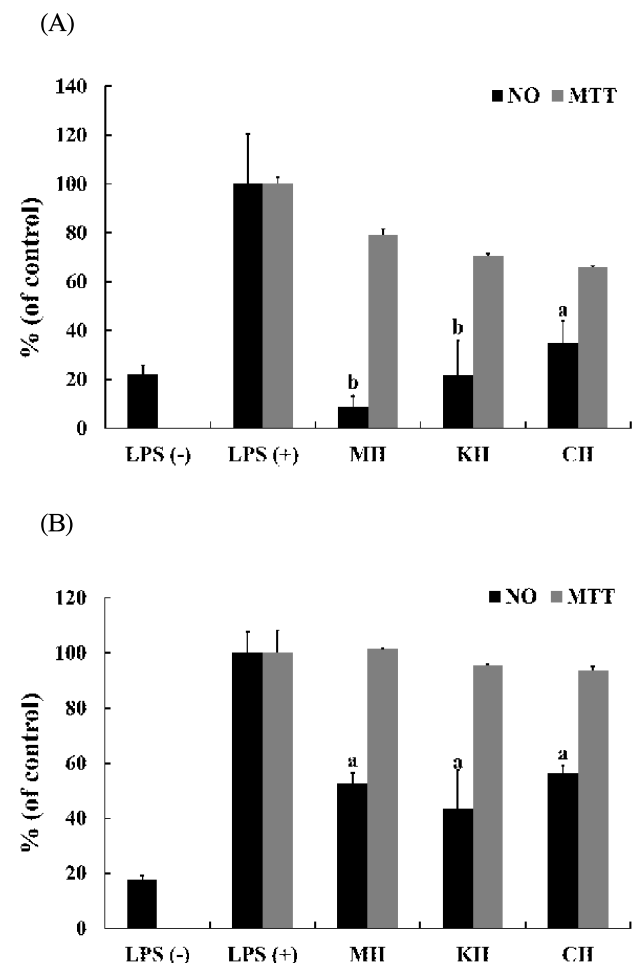 (A)
140
NO MTT
120
100
80
60
40
20
0
% (of control)
b
b
a
LPS (-) LPS (+) MH KH CH
(B)
120
NO MTT
100
80
60
40
20
0
% (of control)
a
a
a
LPS (-) LPS (+) MH KH CH